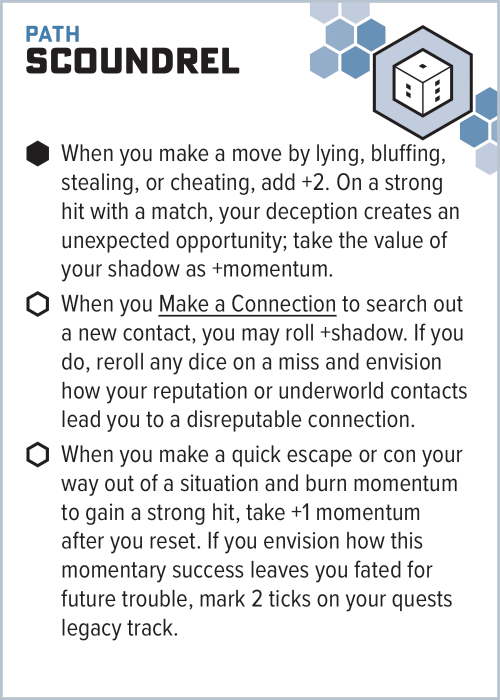 PATH
SCOUNDREL
When you make a move by lying, bluffing,
stealing, or cheating, add +2. On a strong
hit with a match, your deception creates an
unexpected opportunity; take the value of
your shadow as +momentum.
When you Make a Connection to search out
a new contact, you may roll +shadow. If you
do, reroll any dice on a miss and envision
how your reputation or underworld contacts
lead you to a disreputable connection.
When you make a quick escape or con your
way out of a situation and burn momentum
to gain a strong hit, take +1 momentum
after you reset. If you envision how this
momentary success leaves you fated for
future trouble, mark 2 ticks on your quests
legacy track.